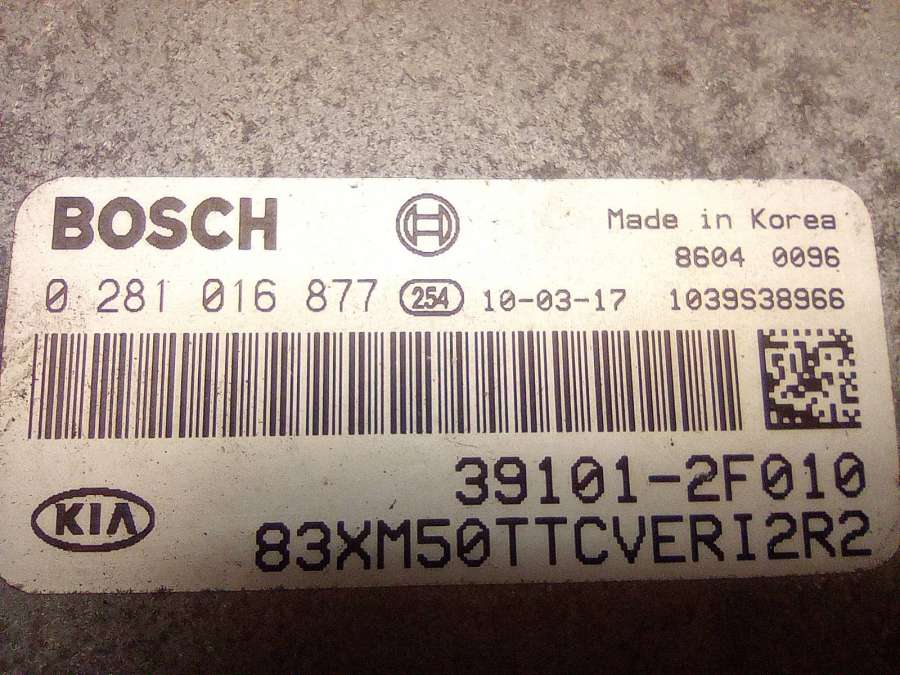 BOSCH
Made in Korea
8604 0096
0 281 016 877 254 10-03-17 1039S38966
39101-2F010
KIA
83XM50TTCVERI2R2